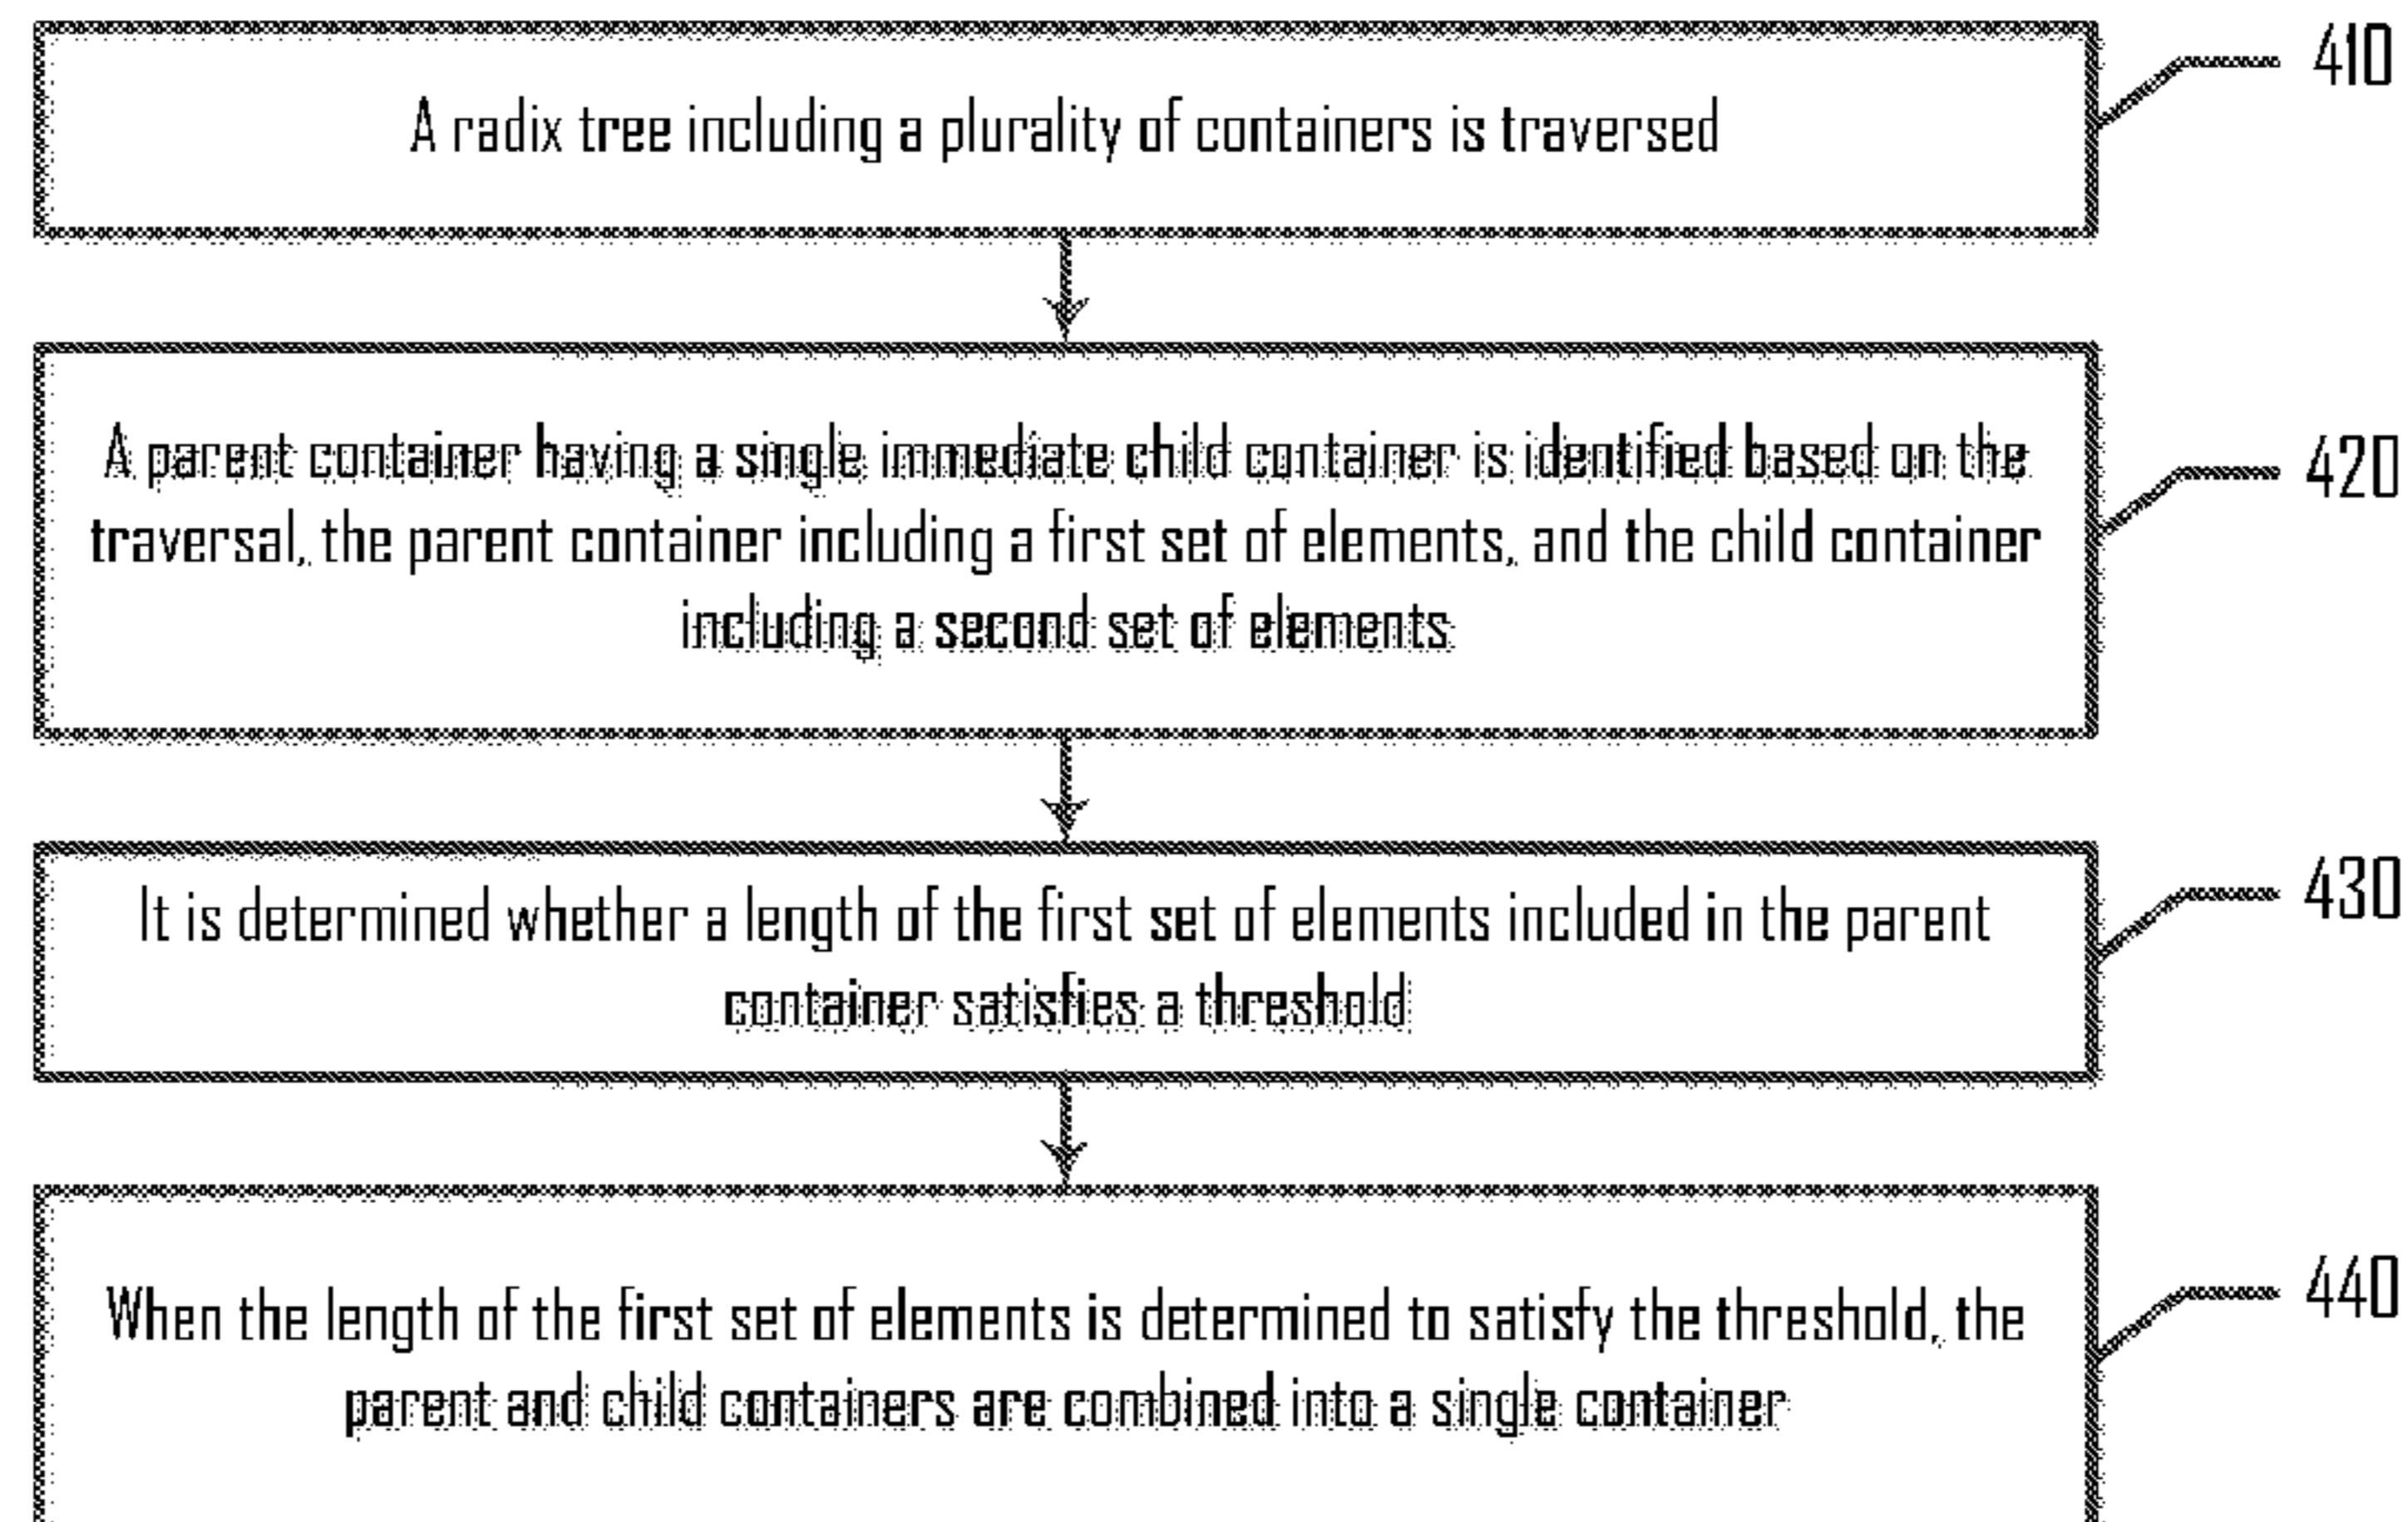 A radix tree including a plurality of containers is traversed
410
A parent container having a single immediate child container is identified based on the
traversal, the parent container including a first set of elements, and the child container
including a second set of elements
420
It is determined whether a length of the first set of elements included in the parent
container satisfies a threshold
430
When the length of the first set of elements is determined to satisfy the threshold, the
parent and child containers are combined into a single container
440